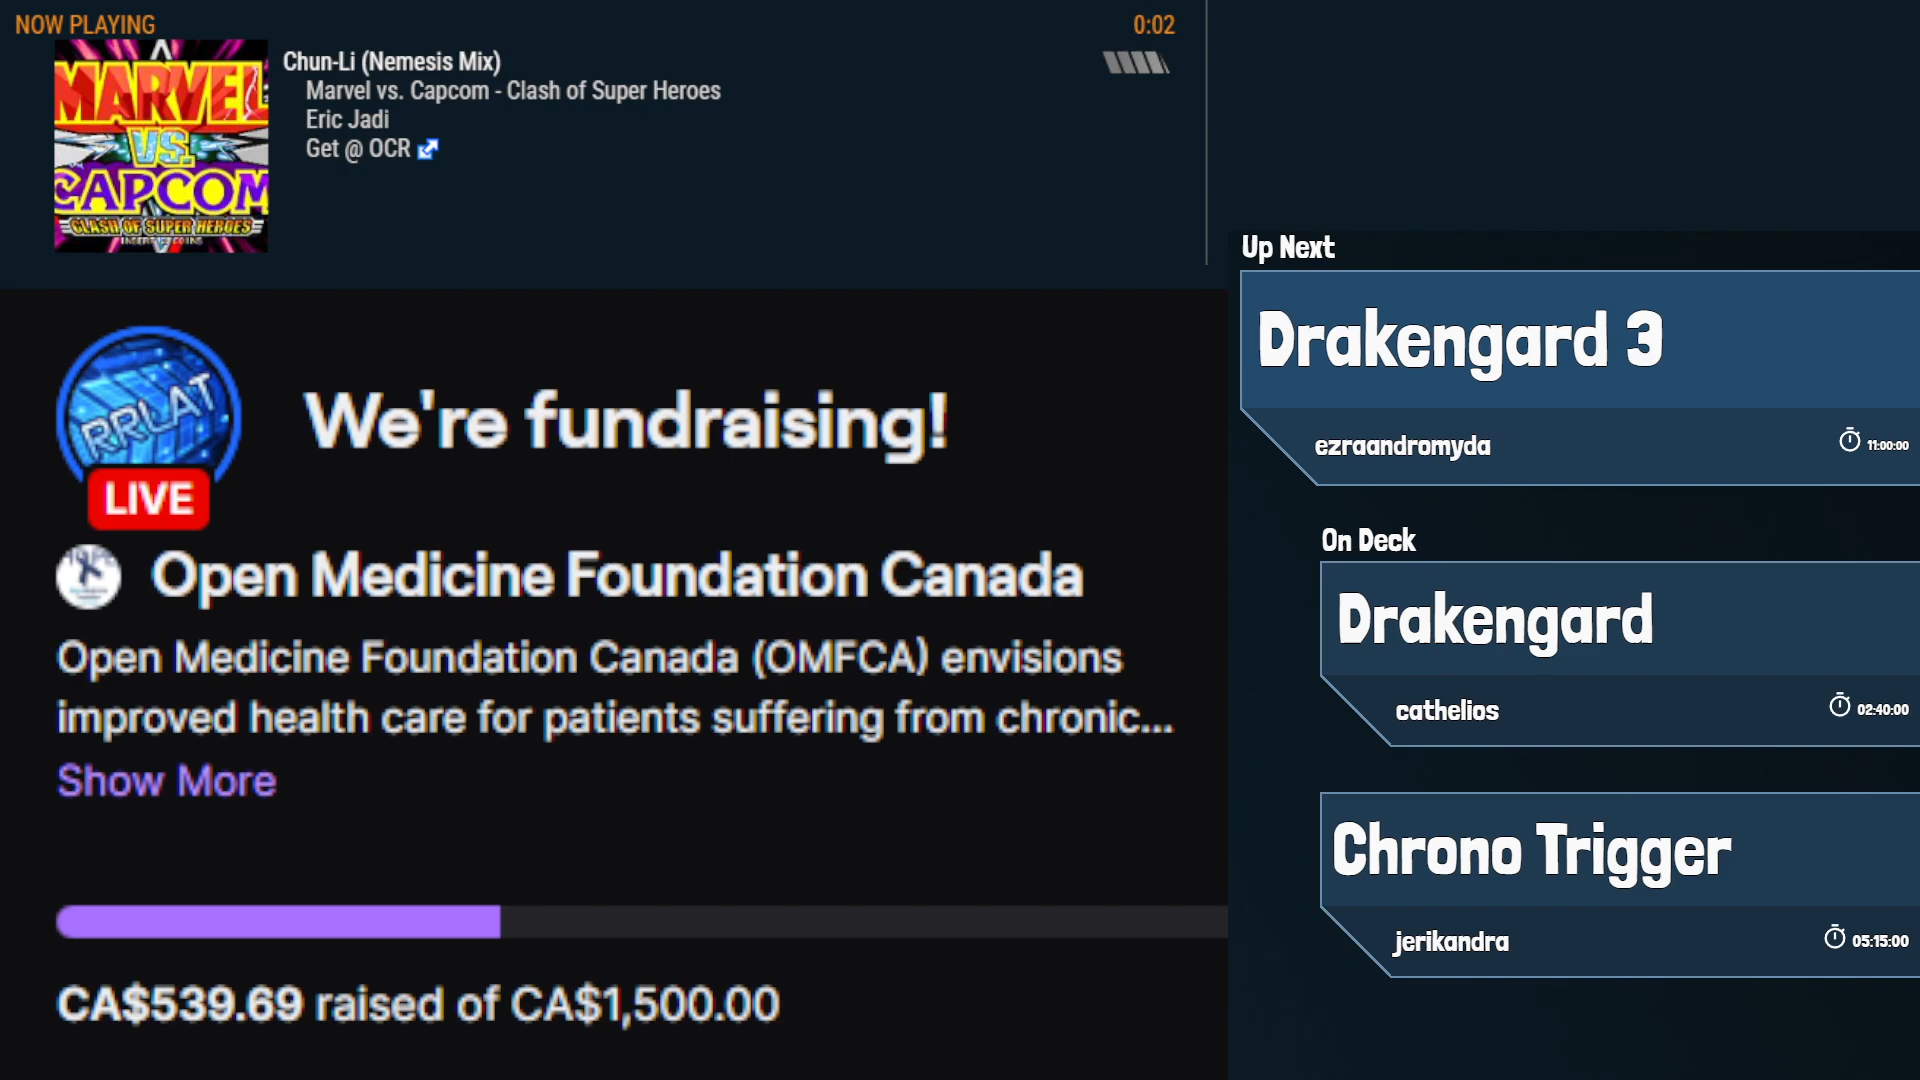 NOW PLAYING
0:02
MARVEL
VS.
CAPCOM
CLASH OF SUPER HEROES
Chun-Li (Nemesis Mix)
Marvel vs. Capcom - Clash of Super Heroes
Eric Jadi
Get @ OCR
RRLAT
LIVE
We're fundraising!
Open Medicine Foundation Canada
Open Medicine Foundation Canada (OMFCA) envisions
improved health care for patients suffering from chronic...
Show More
CA$539.69 raised of CA$1,500.00
Up Next
Drakengard 3
ezraandromyda
11:00:00
On Deck
Drakengard
cathelios
02:40:00
Chrono Trigger
jerikandra
05:15:00